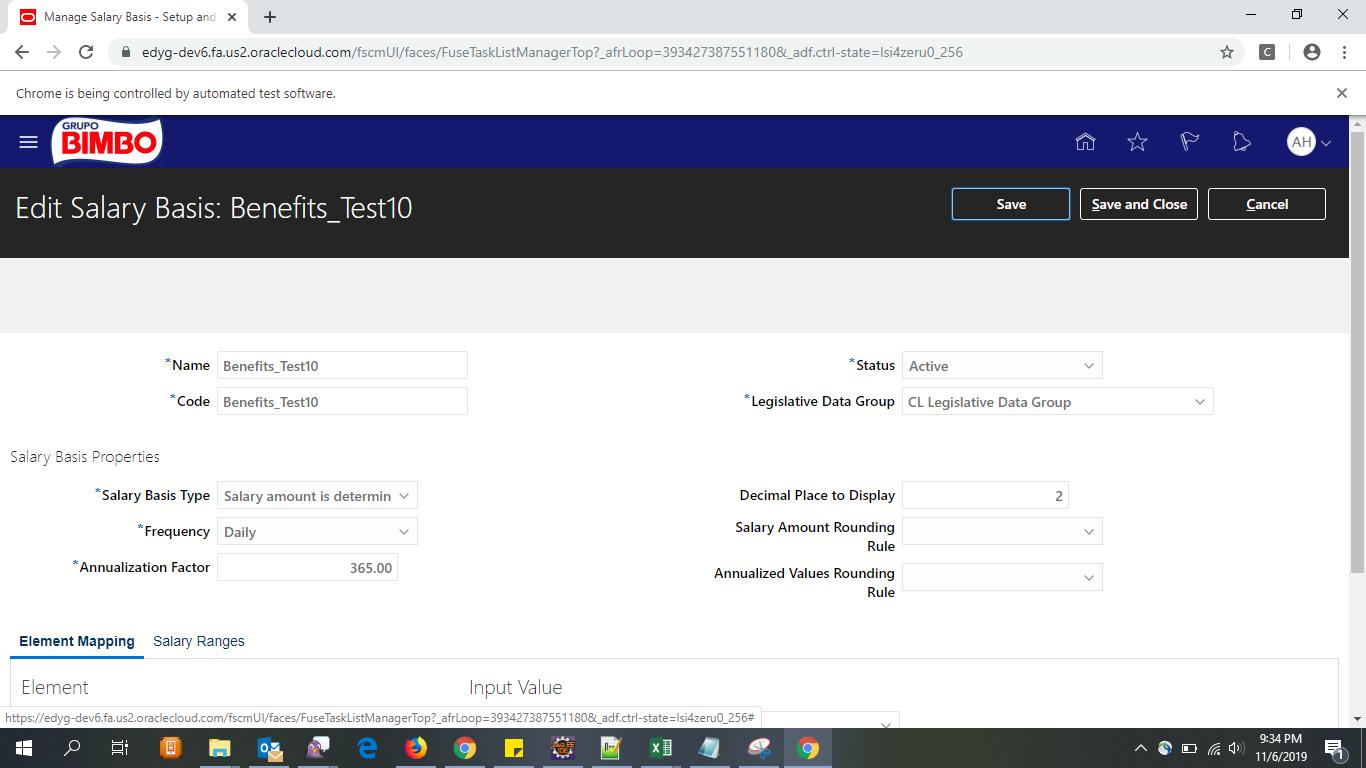 Manage Salary Basis - Setup and
edyg-dev6.fa.us2.oraclecloud.com/fscmUI/faces/FuseTaskListManagerTop?_afrLoop=393427387551180&_adf.ctrl-state=lsi4zeru0_256
C
Chrome is being controlled by automated test software.
GRUPO
BIMBO
AH
Edit Salary Basis: Benefits_Test10
Save
Save and Close
Cancel
*Name Benefits_Test10
*Status Active
*Code Benefits_Test10
*Legislative Data Group CL Legislative Data Group
Salary Basis Properties
*Salary Basis Type Salary amount is determin
Decimal Place to Display 2
*Frequency Daily
Salary Amount Rounding
Rule
*Annualization Factor 365.00
Annualized Values Rounding
Rule
Element Mapping
Salary Ranges
Element
Input Value
https://edyg-dev6.fa.us2.oraclecloud.com/fscmUI/faces/FuseTaskListManagerTop?_afrLoop=393427387551180&_adf.ctrl-state=lsi4zeru0_256#
9:34 PM
11/6/2019
1